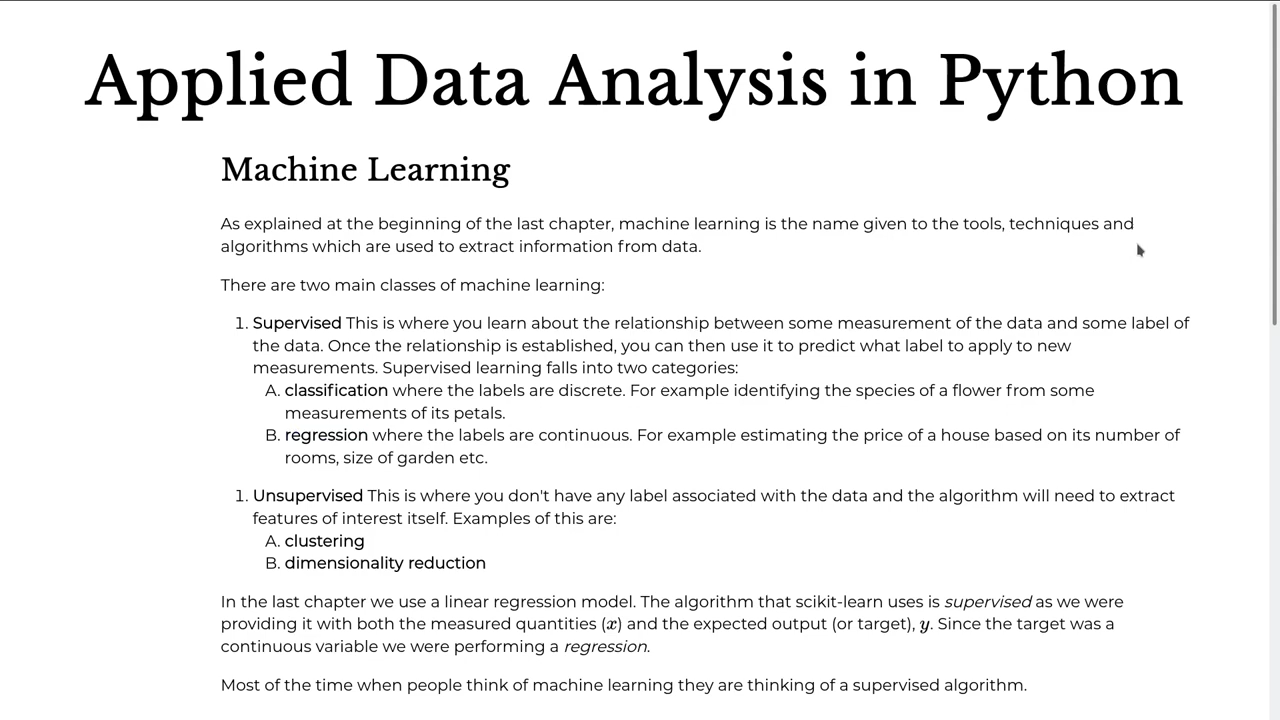 Applied Data Analysis in Python
Machine Learning
As explained at the beginning of the last chapter, machine learning is the name given to the tools, techniques and
algorithms which are used to extract information from data.
There are two main classes of machine learning:
1. Supervised This is where you learn about the relationship between some measurement of the data and some label of
the data. Once the relationship is established, you can then use it to predict what label to apply to new
measurements. Supervised learning falls into two categories:
A. classification where the labels are discrete. For example identifying the species of a flower from some
measurements of its petals.
B. regression where the labels are continuous. For example estimating the price of a house based on its number of
rooms, size of garden etc.
1. Unsupervised This is where you don't have any label associated with the data and the algorithm will need to extract
features of interest itself. Examples of this are:
A. clustering
B. dimensionality reduction
In the last chapter we use a linear regression model. The algorithm that scikit-learn uses is supervised as we were
providing it with both the measured quantities (x) and the expected output (or target), y. Since the target was a
continuous variable we were performing a regression.
Most of the time when people think of machine learning they are thinking of a supervised algorithm.